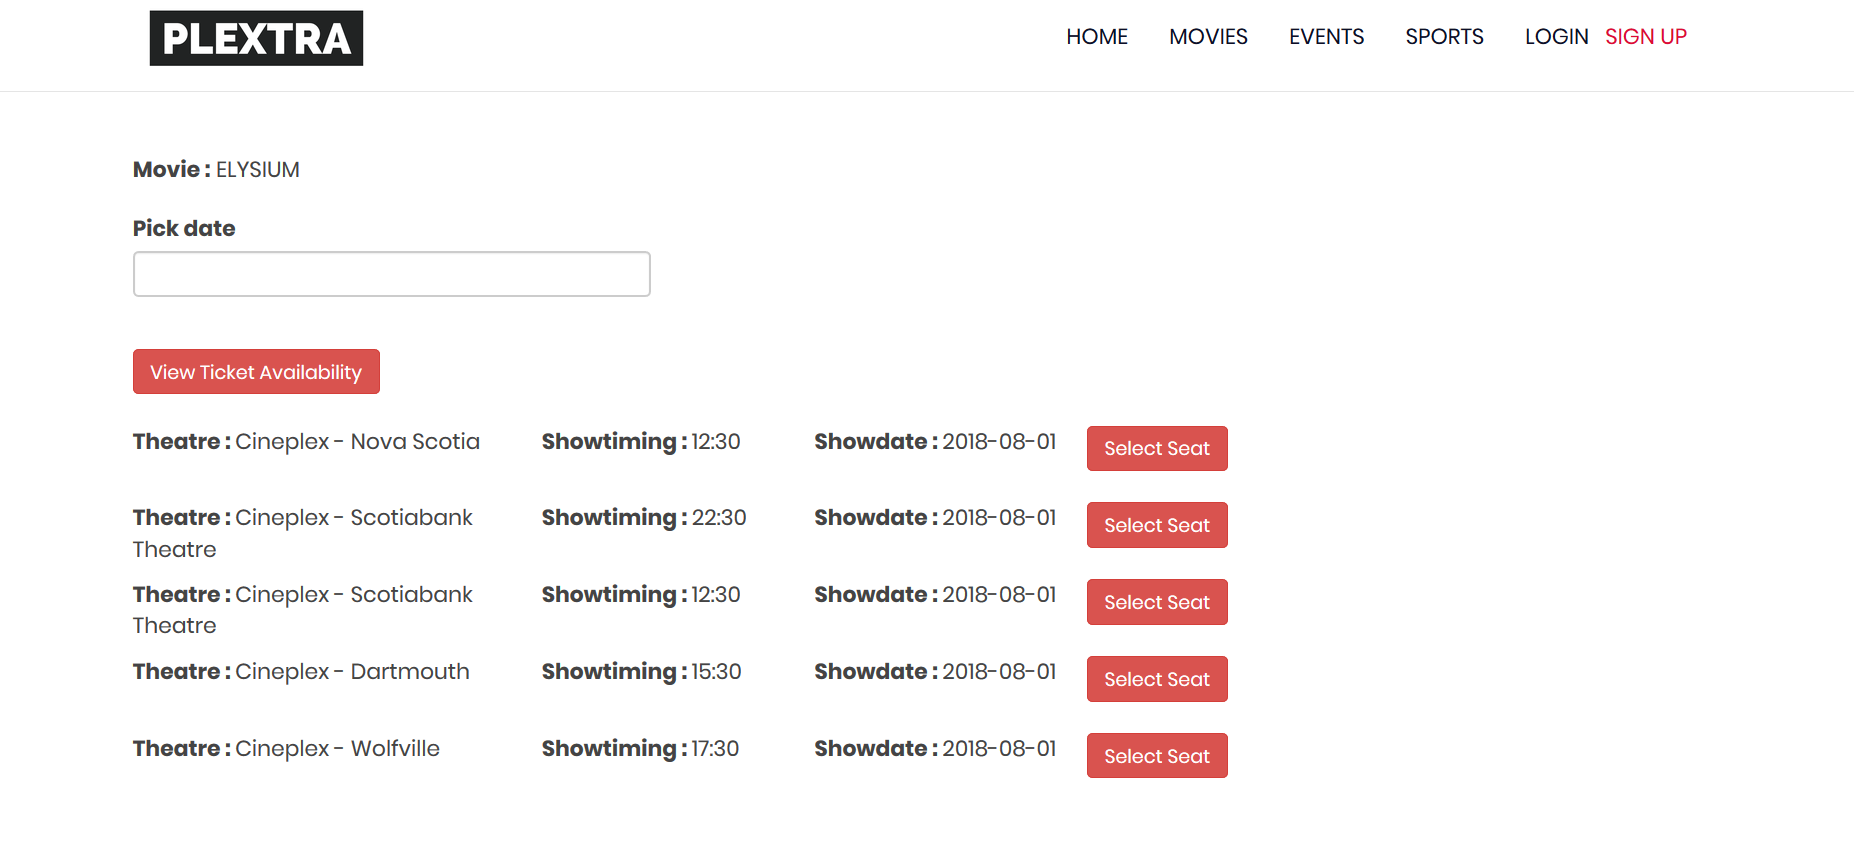 PLEXTRA
HOME MOVIES EVENTS SPORTS LOGIN SIGN UP
Movie : ELYSIUM
Pick date
View Ticket Availability
Theatre : Cineplex - Nova Scotia Showtiming : 12:30 Showdate : 2018-08-01 Select Seat
Theatre : Cineplex - Scotiabank Showtiming : 22:30 Showdate : 2018-08-01 Select Seat
Theatre
Theatre : Cineplex - Scotiabank Showtiming : 12:30 Showdate : 2018-08-01 Select Seat
Theatre
Theatre : Cineplex - Dartmouth Showtiming : 15:30 Showdate : 2018-08-01 Select Seat
Theatre : Cineplex - Wolfville Showtiming : 17:30 Showdate : 2018-08-01 Select Seat